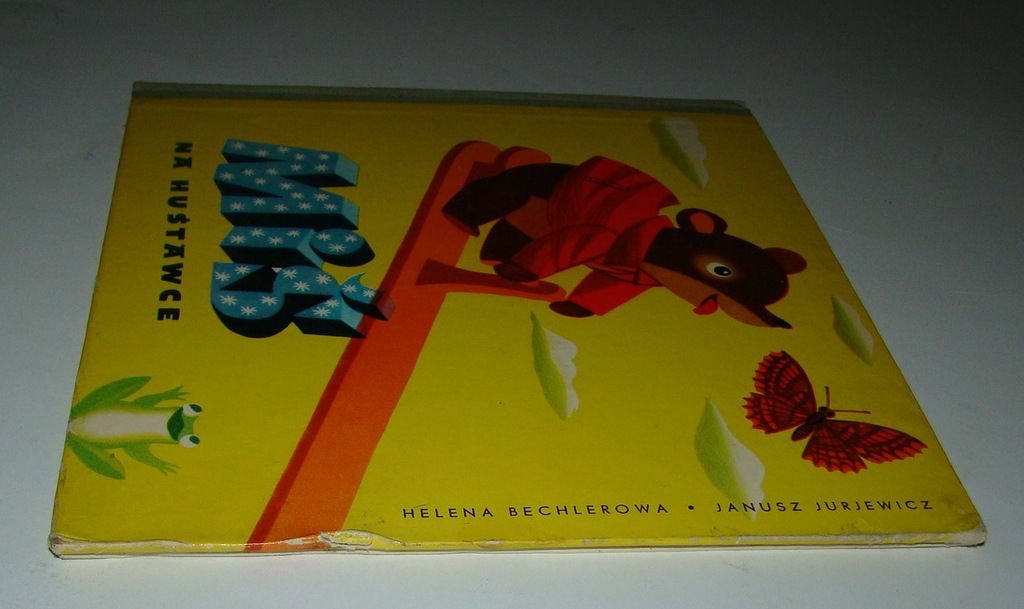 HELENA BECHLEROWA • JANUSZ JURJEWICZ
MIŚ
NA HUŚTAWCE